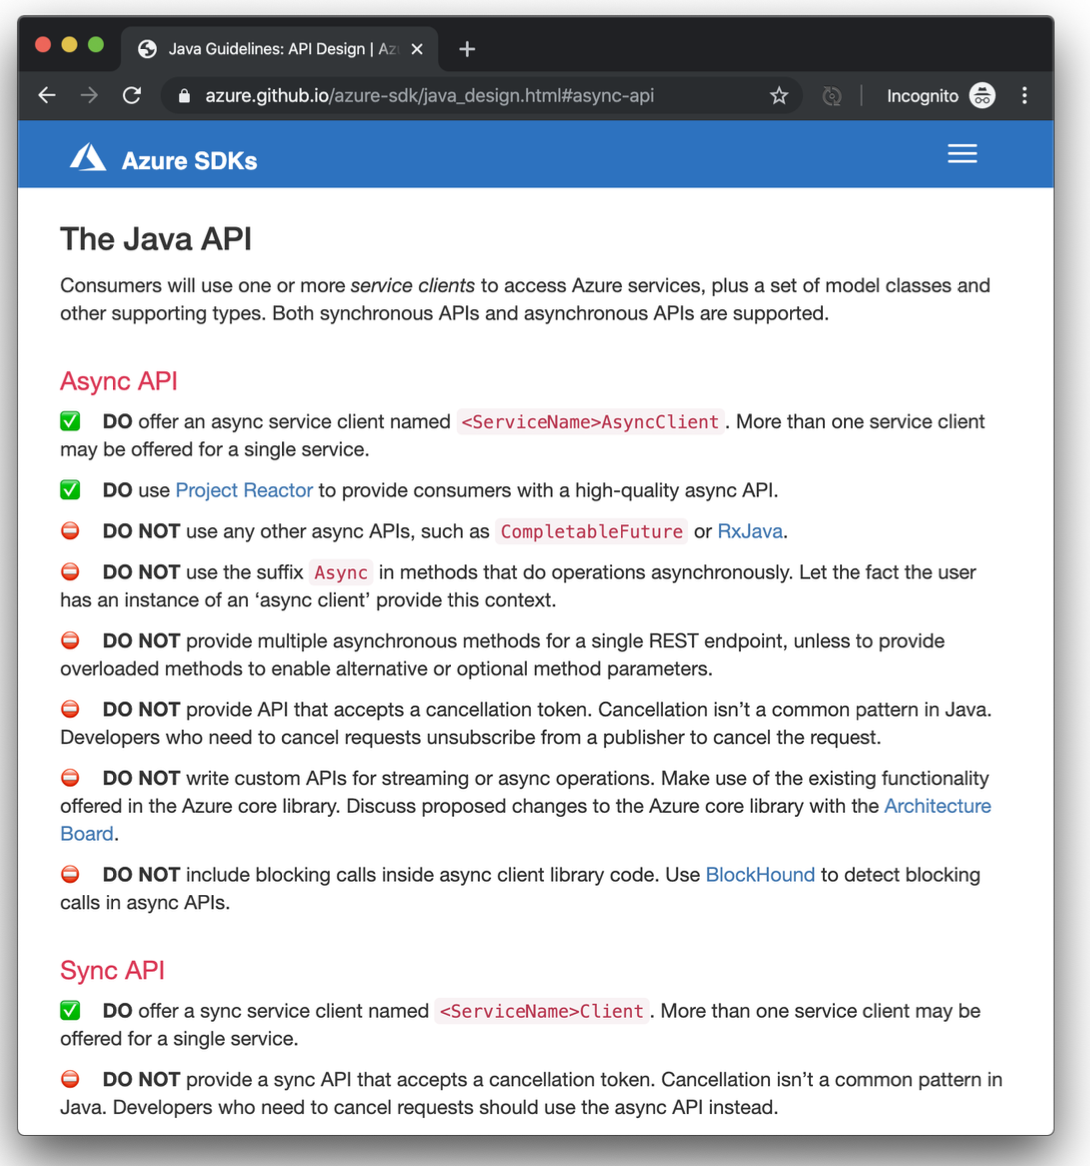 Java Guidelines: API Design | Az
azure.github.io/azure-sdk/java_design.html#async-api
Incognito
Azure SDKs
The Java API
Consumers will use one or more service clients to access Azure services, plus a set of model classes and
other supporting types. Both synchronous APIs and asynchronous APIs are supported.
Async API
✅ DO offer an async service client named <ServiceName>AsyncClient. More than one service client
may be offered for a single service.
✅ DO use Project Reactor to provide consumers with a high-quality async API.
⛔ DO NOT use any other async APIs, such as CompletableFuture or RxJava.
⛔ DO NOT use the suffix Async in methods that do operations asynchronously. Let the fact the user
has an instance of an ‘async client’ provide this context.
⛔ DO NOT provide multiple asynchronous methods for a single REST endpoint, unless to provide
overloaded methods to enable alternative or optional method parameters.
⛔ DO NOT provide API that accepts a cancellation token. Cancellation isn’t a common pattern in Java.
Developers who need to cancel requests unsubscribe from a publisher to cancel the request.
⛔ DO NOT write custom APIs for streaming or async operations. Make use of the existing functionality
offered in the Azure core library. Discuss proposed changes to the Azure core library with the Architecture
Board.
⛔ DO NOT include blocking calls inside async client library code. Use BlockHound to detect blocking
calls in async APIs.
Sync API
✅ DO offer a sync service client named <ServiceName>Client. More than one service client may be
offered for a single service.
⛔ DO NOT provide a sync API that accepts a cancellation token. Cancellation isn’t a common pattern in
Java. Developers who need to cancel requests should use the async API instead.